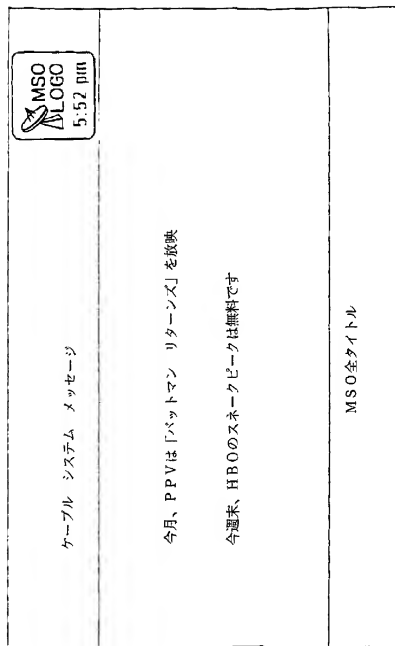 ケーブル システム メッセージ
MSO
LOGO
5:52 pm
今月、PPVは「バットマン リターンズ」を放映
今週末、HBOのスネークピークは無料です
MSO全タイトル